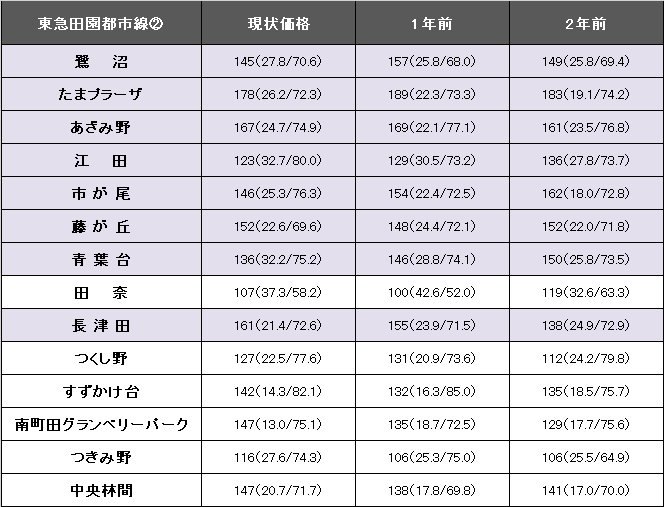 東急田園都市線② 現状価格 1年前 2年前
鷺 沼 145(27.8/70.6) 157(25.8/68.0) 149(25.8/69.4)
たまプラーザ 178(26.2/72.3) 189(22.3/73.3) 183(19.1/74.2)
あざみ野 167(24.7/74.9) 169(22.1/77.1) 161(23.5/76.8)
江 田 123(32.7/80.0) 129(30.5/73.2) 136(27.8/73.7)
市が尾 146(25.3/76.3) 154(22.4/72.5) 162(18.0/72.8)
藤が丘 152(22.6/69.6) 148(24.4/72.1) 152(22.0/71.8)
青葉台 136(32.2/75.2) 146(28.8/74.1) 150(25.8/73.5)
田 奈 107(37.3/58.2) 100(42.6/52.0) 119(32.6/63.3)
長津田 161(21.4/72.6) 155(23.9/71.5) 138(24.9/72.9)
つくし野 127(22.5/77.6) 131(20.9/73.6) 112(24.2/79.8)
すずかけ台 142(14.3/82.1) 132(16.3/85.0) 135(18.5/75.7)
南町田グランベリーパーク 147(13.0/75.1) 135(18.7/72.5) 129(17.7/75.6)
つきみ野 116(27.6/74.3) 106(25.3/75.0) 106(25.5/64.9)
中央林間 147(20.7/71.7) 138(17.8/69.8) 141(17.0/70.0)